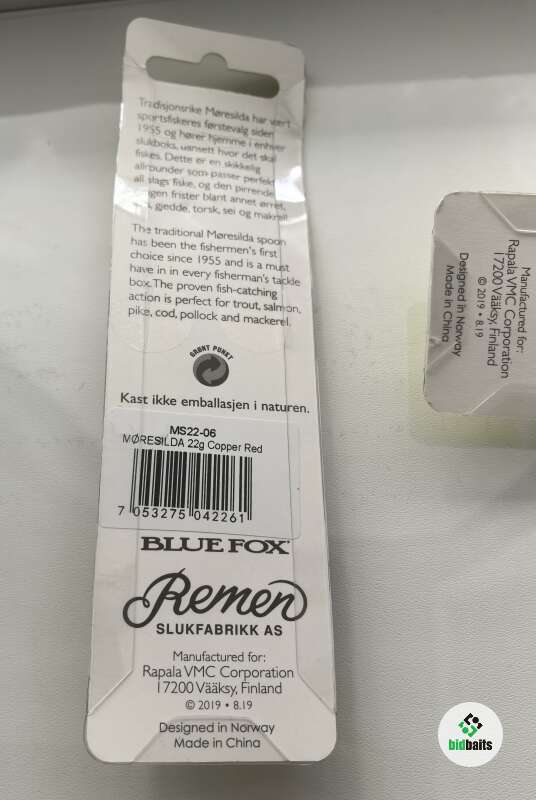 Tradisjonsrike Møresilda har vært
sportsfiskeres førstevalg siden
1955 og hører hjemme i enhver
slukboks, uansett hvor det skal
fiskes. Dette er en skikkelig
allrounder som passer perfekt
all slags fiske, og den pirrende
gangen frister blant annet ørret,
gjedde, torsk, sei og makrell
The traditional Møresilda spoon
has been the fishermen's first
choice since 1955 and is a must
have in in every fisherman's tackle
box. The proven fish-catching
action is perfect for trout, salmon,
pike, cod, pollock and mackerel.
GRØNT PUNKT
Kast ikke emballasjen i naturen.
MS22-06
MØRESILDA 22g Copper Red
7 053275 042261
BLUE FOX
Remen
SLUKFABRIKK AS
Manufactured for:
Rapala VMC Corporation
17200 Vääksy, Finland
© 2019 • 8.19
Designed in Norway
Made in China
Manufactured for:
Rapala VMC Corporation
17200 Vääksy, Finland
© 2019 • 8.19
Designed in Norway
Made in China
bidbaits